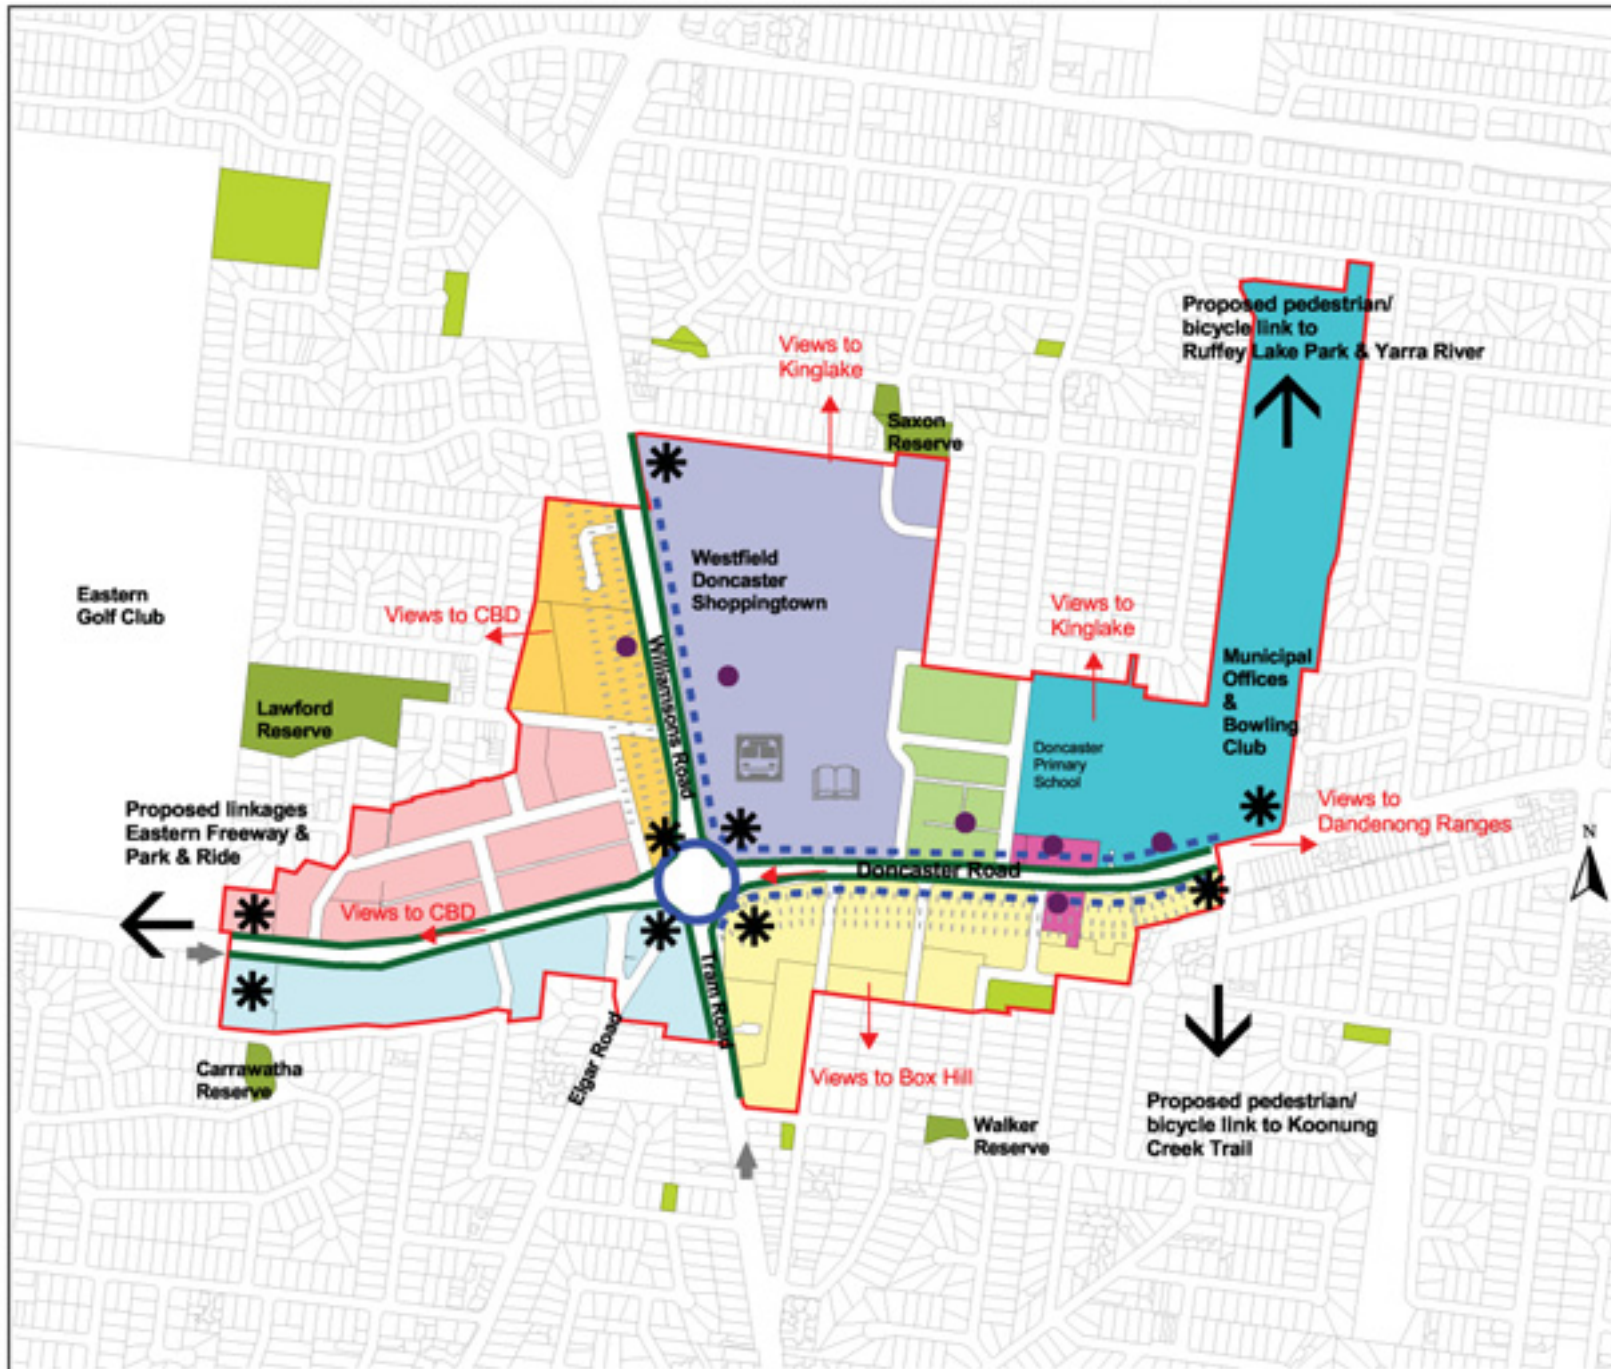 Proposed pedestrian/
bicycle link to
Ruffey Lake Park & Yarra River
Views to
Kinglake
Saxon
Reserve
Westfield
Doncaster
Shoppingtown
Eastern
Golf Club
Views to CBD
Views to
Kinglake
Williamsons Road
Municipal
Offices
&
Bowling
Club
Lawford
Reserve
Doncaster
Primary
School
Proposed linkages
Eastern Freeway &
Park & Ride
Views to
Dandenong Ranges
N
Doncaster Road
Views to CBD
Tram Road
Elgar Road
Carrawatha
Reserve
Views to Box Hill
Walker
Reserve
Proposed pedestrian/
bicycle link to Koonung
Creek Trail